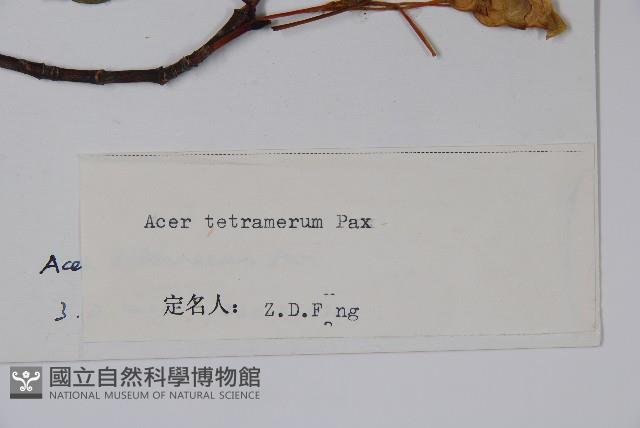 Acer tetramerum Pax
Ace
3.
定名人: Z.D.F ng
國立自然科學博物館
NATIONAL MUSEUM OF NATURAL SCIENCE